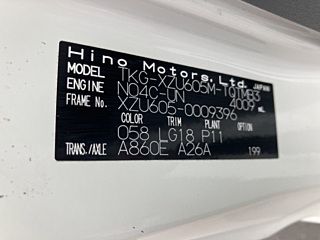 Hino Motors,Ltd. JAPAN
MODEL TKG-XZU605M-TQTMB3
ENGINE N04C-UN 4009 mL
FRAME No. XZU605-0009396
COLOR TRIM PLANT OPTION
058 LG18 P11
TRANS./AXLE A860E A26A 199